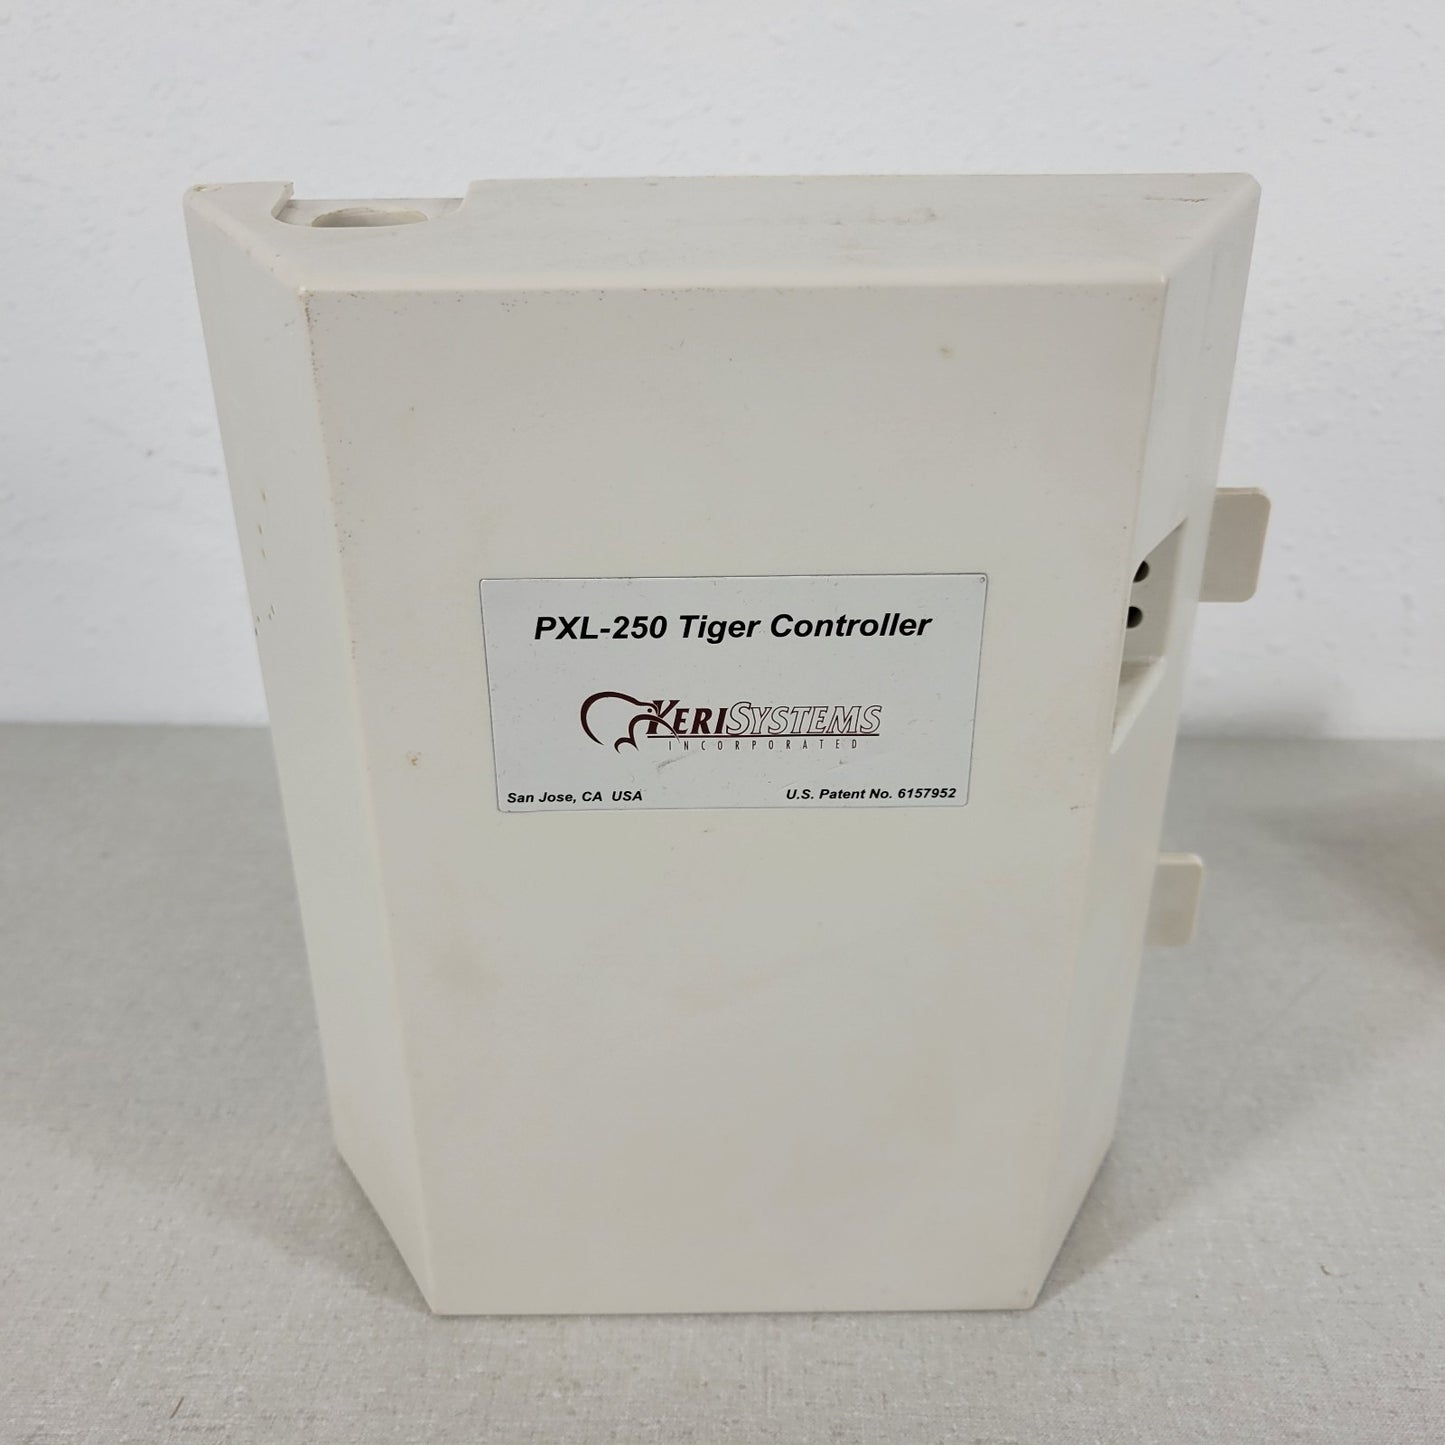 PXL-250 Tiger Controller
KERISYSTEMS
INCORPORATED
San Jose, CA USA
U.S. Patent No. 6157952